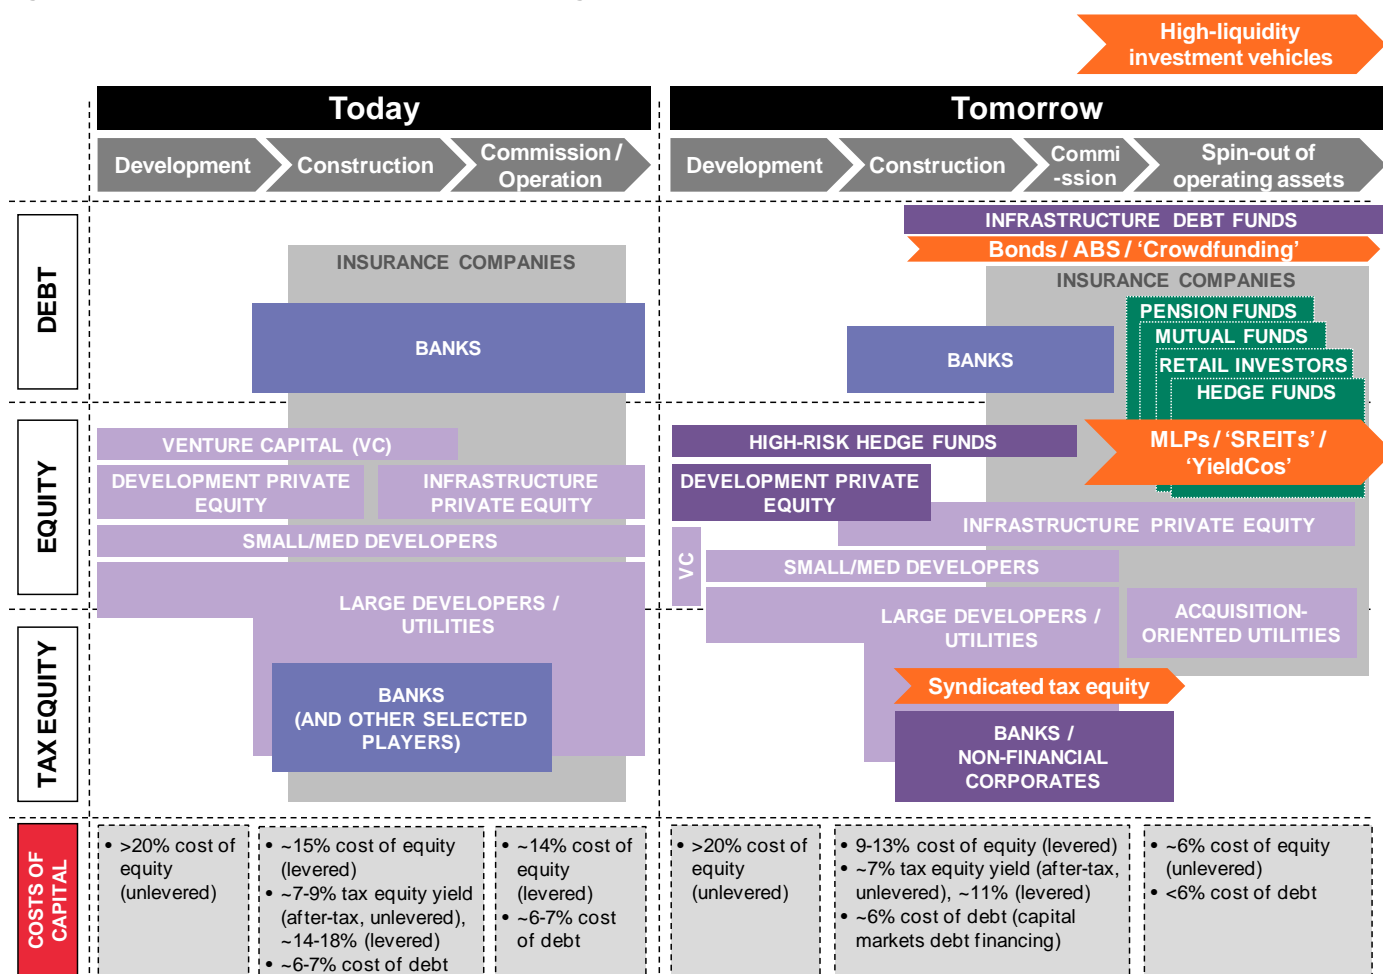 High-liquidity
investment vehicles
Today
Tomorrow
Development
Construction
Commission /
Operation
Development
Construction
Commi
-ssion
Spin-out of
operating assets
DEBT
INSURANCE COMPANIES
BANKS
INFRASTRUCTURE DEBT FUNDS
Bonds / ABS / ‘Crowdfunding’
INSURANCE COMPANIES
BANKS
PENSION FUNDS
MUTUAL FUNDS
RETAIL INVESTORS
HEDGE FUNDS
EQUITY
VENTURE CAPITAL (VC)
DEVELOPMENT PRIVATE
EQUITY
INFRASTRUCTURE
PRIVATE EQUITY
SMALL/MED DEVELOPERS
LARGE DEVELOPERS /
UTILITIES
HIGH-RISK HEDGE FUNDS
MLPs / ‘SREITs’ /
‘YieldCos’
DEVELOPMENT PRIVATE
EQUITY
INFRASTRUCTURE PRIVATE EQUITY
VC
SMALL/MED DEVELOPERS
LARGE DEVELOPERS /
UTILITIES
ACQUISITION-
ORIENTED UTILITIES
TAX EQUITY
BANKS
(AND OTHER SELECTED
PLAYERS)
Syndicated tax equity
BANKS /
NON-FINANCIAL
CORPORATES
COSTS OF
CAPITAL
• >20% cost of
equity
(unlevered)
• ~15% cost of equity
(levered)
• ~7-9% tax equity yield
(after-tax, unlevered),
~14-18% (levered)
• ~6-7% cost of debt
• ~14% cost of
equity
(levered)
• ~6-7% cost
of debt
• >20% cost of
equity
(unlevered)
• 9-13% cost of equity (levered)
• ~7% tax equity yield (after-tax,
unlevered), ~11% (levered)
• ~6% cost of debt (capital
markets debt financing)
• ~6% cost of equity
(unlevered)
• <6% cost of debt